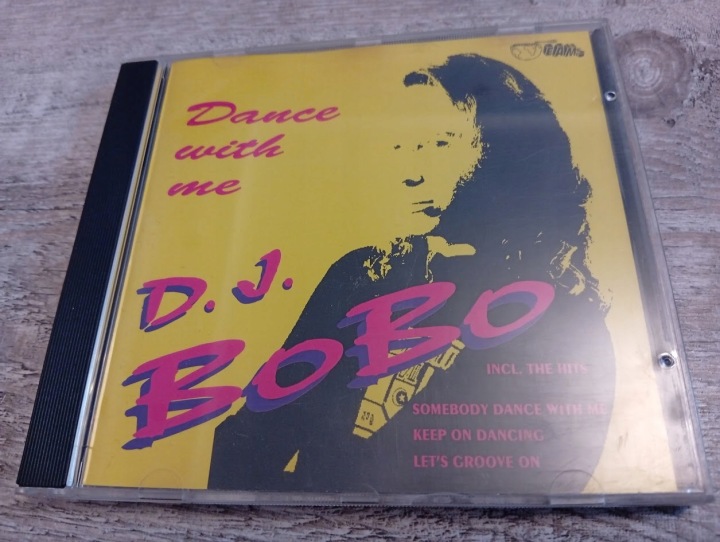 Dance
with
me
D.J.
BOBO
INCL. THE HITS
SOMEBODY DANCE WITH ME
KEEP ON DANCING
LET'S GROOVE ON